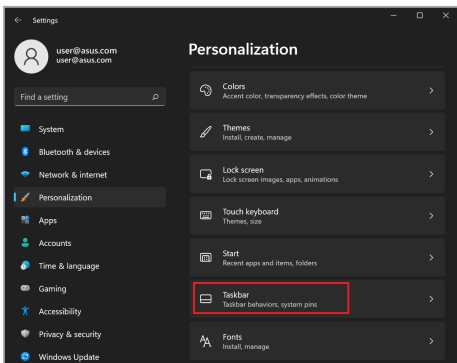 Settings
user@asus.com
user@asus.com
Find a setting
System
Bluetooth & devices
Network & internet
Personalization
Apps
Accounts
Time & language
Gaming
Accessibility
Privacy & security
Windows Update
Personalization
Colors
Accent color, transparency effects, color theme
Themes
Install, create, manage
Lock screen
Lock screen images, apps, animations
Touch keyboard
Themes, size
Start
Recent apps and items, folders
Taskbar
Taskbar behaviors, system pins
Fonts
Install, manage